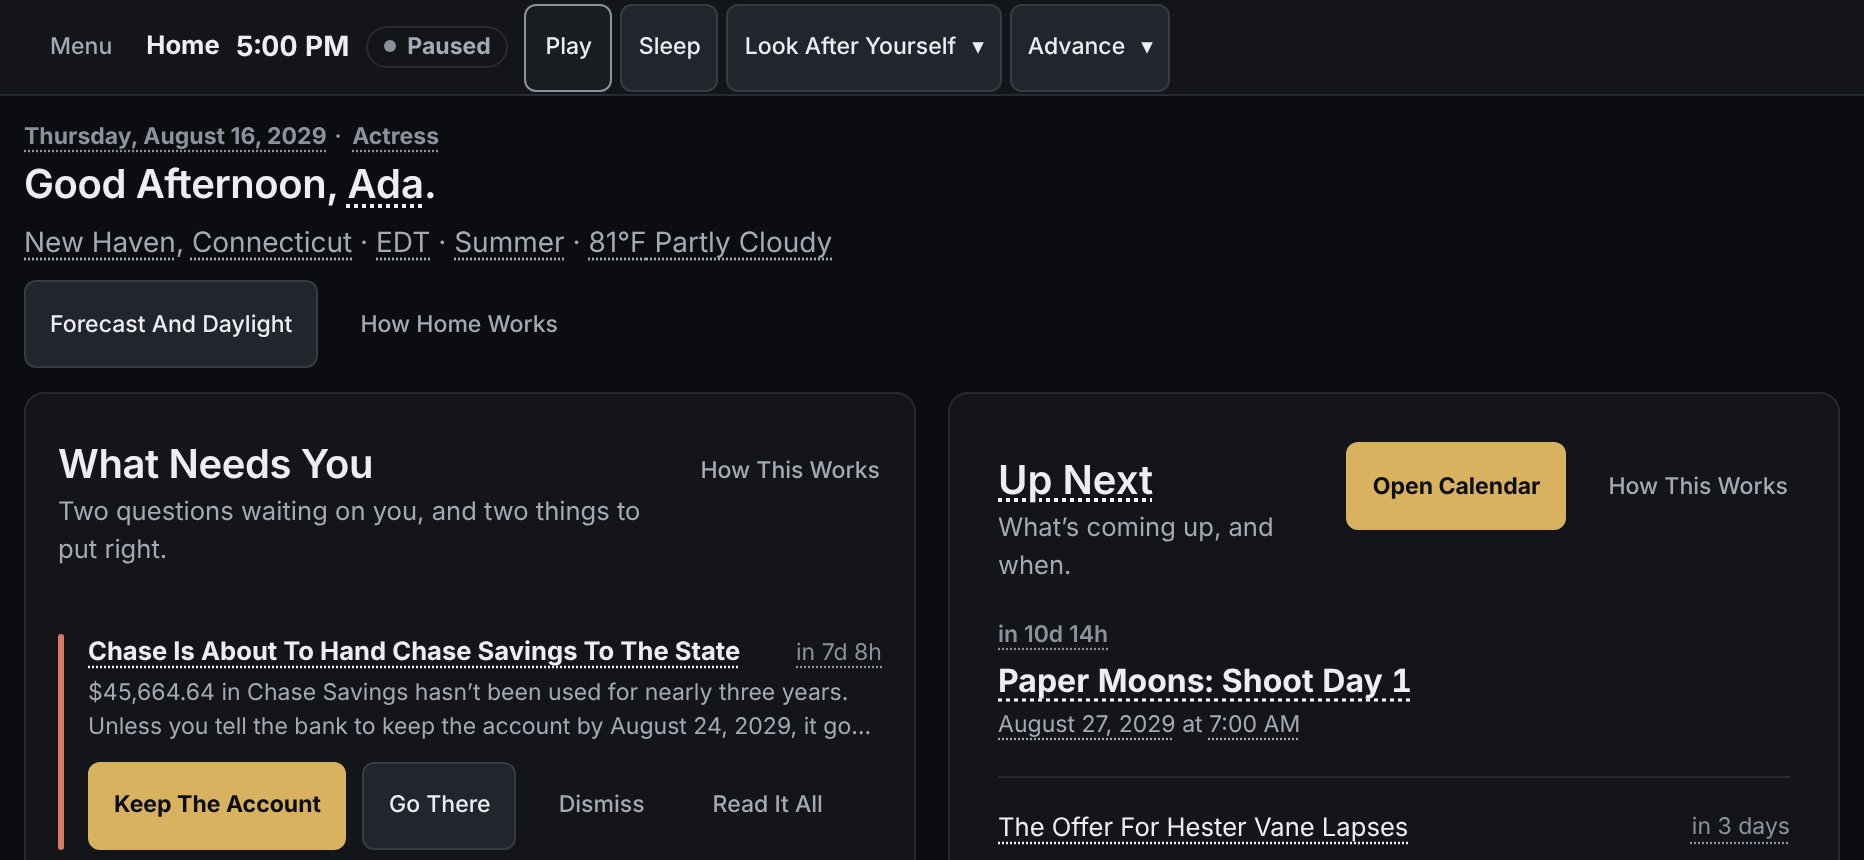 Menu Home 5:00 PM Paused Play Sleep Look After Yourself ▼ Advance ▼
Thursday, August 16, 2029 · Actress
Good Afternoon, Ada.
New Haven, Connecticut · EDT · Summer · 81°F Partly Cloudy
Forecast And Daylight How Home Works
What Needs You How This Works
Two questions waiting on you, and two things to
put right.
Chase Is About To Hand Chase Savings To The State in 7d 8h
$45,664.64 in Chase Savings hasn’t been used for nearly three years.
Unless you tell the bank to keep the account by August 24, 2029, it go...
Keep The Account Go There Dismiss Read It All
Up Next Open Calendar How This Works
What’s coming up, and
when.
in 10d 14h
Paper Moons: Shoot Day 1
August 27, 2029 at 7:00 AM
The Offer For Hester Vane Lapses in 3 days